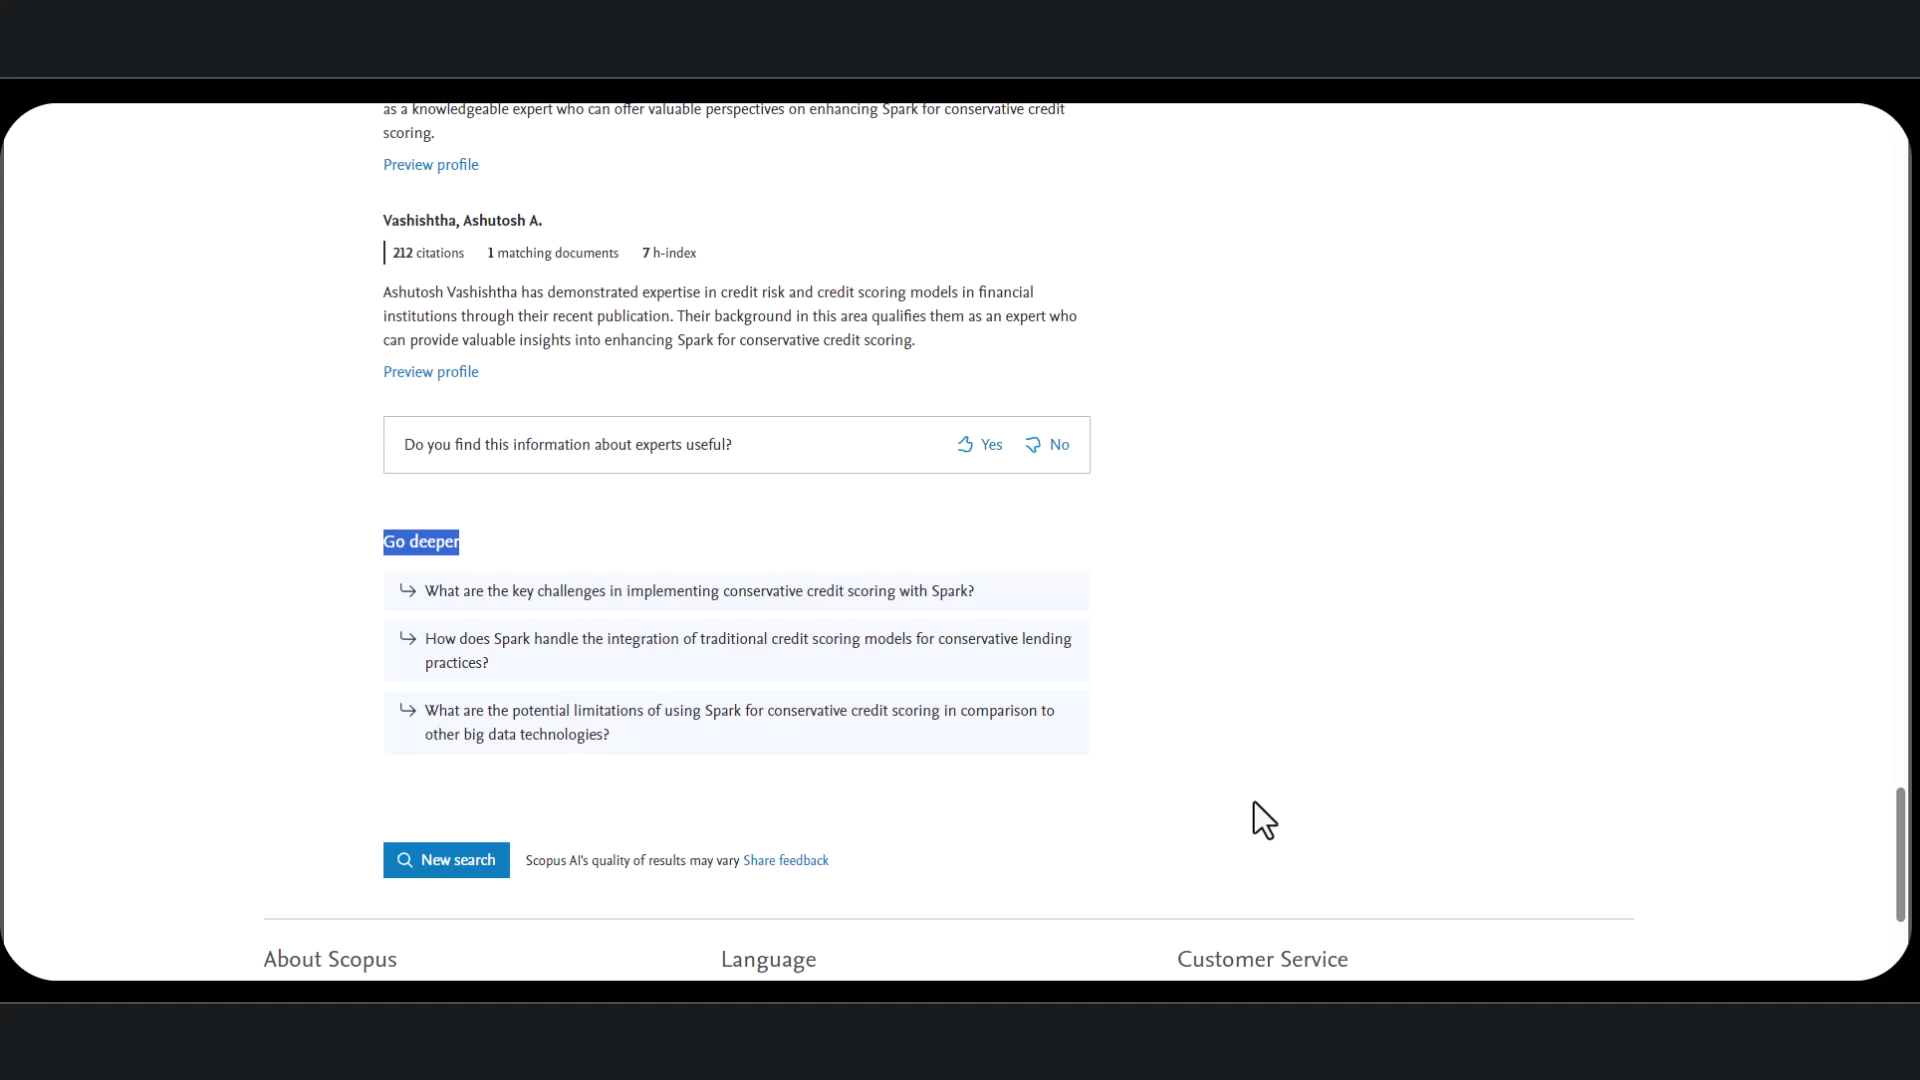 as a knowledgeable expert who can offer valuable perspectives on enhancing Spark for conservative credit
scoring.
Preview profile
Vashishtha, Ashutosh A.
212 citations 1 matching documents 7 h-index
Ashutosh Vashishtha has demonstrated expertise in credit risk and credit scoring models in financial
institutions through their recent publication. Their background in this area qualifies them as an expert who
can provide valuable insights into enhancing Spark for conservative credit scoring.
Preview profile
Do you find this information about experts useful? Yes No
Go deeper
What are the key challenges in implementing conservative credit scoring with Spark?
How does Spark handle the integration of traditional credit scoring models for conservative lending
practices?
What are the potential limitations of using Spark for conservative credit scoring in comparison to
other big data technologies?
New search Scopus AI's quality of results may vary Share feedback
About Scopus Language Customer Service